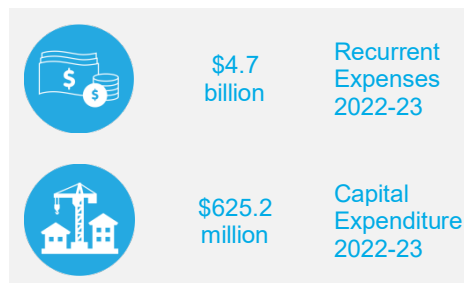 $4.7
billion
Recurrent
Expenses
2022-23
$
$
$625.2
million
Capital
Expenditure
2022-23